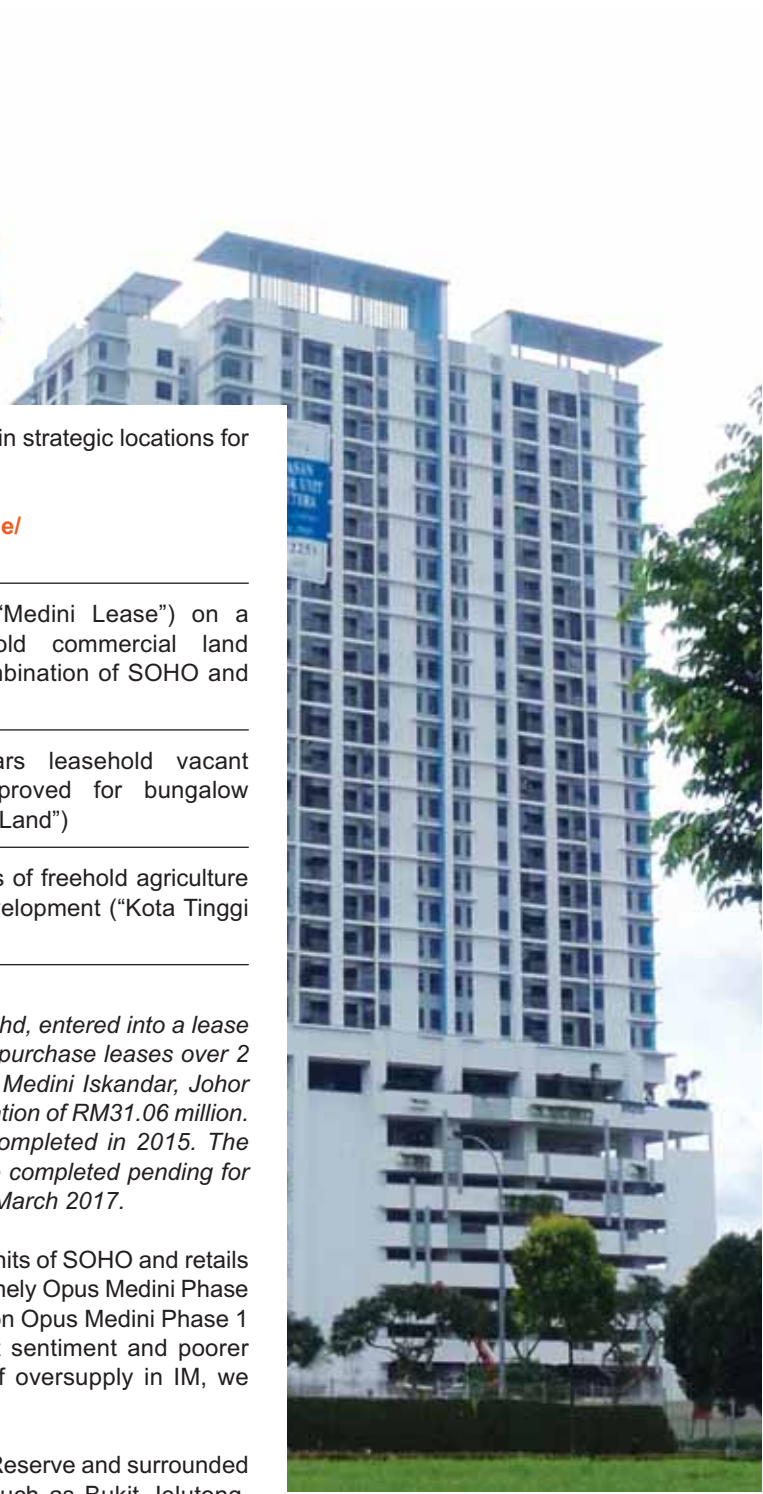 in strategic locations for
e/
“Medini Lease”) on a
old commercial land
mbination of SOHO and
ars leasehold vacant
proved for bungalow
Land”)
s of freehold agriculture
velopment (“Kota Tinggi
hd, entered into a lease
purchase leases over 2
Medini Iskandar, Johor
ation of RM31.06 million.
ompleted in 2015. The
completed pending for
March 2017.
nits of SOHO and retails
mely Opus Medini Phase
on Opus Medini Phase 1
t sentiment and poorer
f oversupply in IM, we
Reserve and surrounded
uch as Bukit Jelutong,